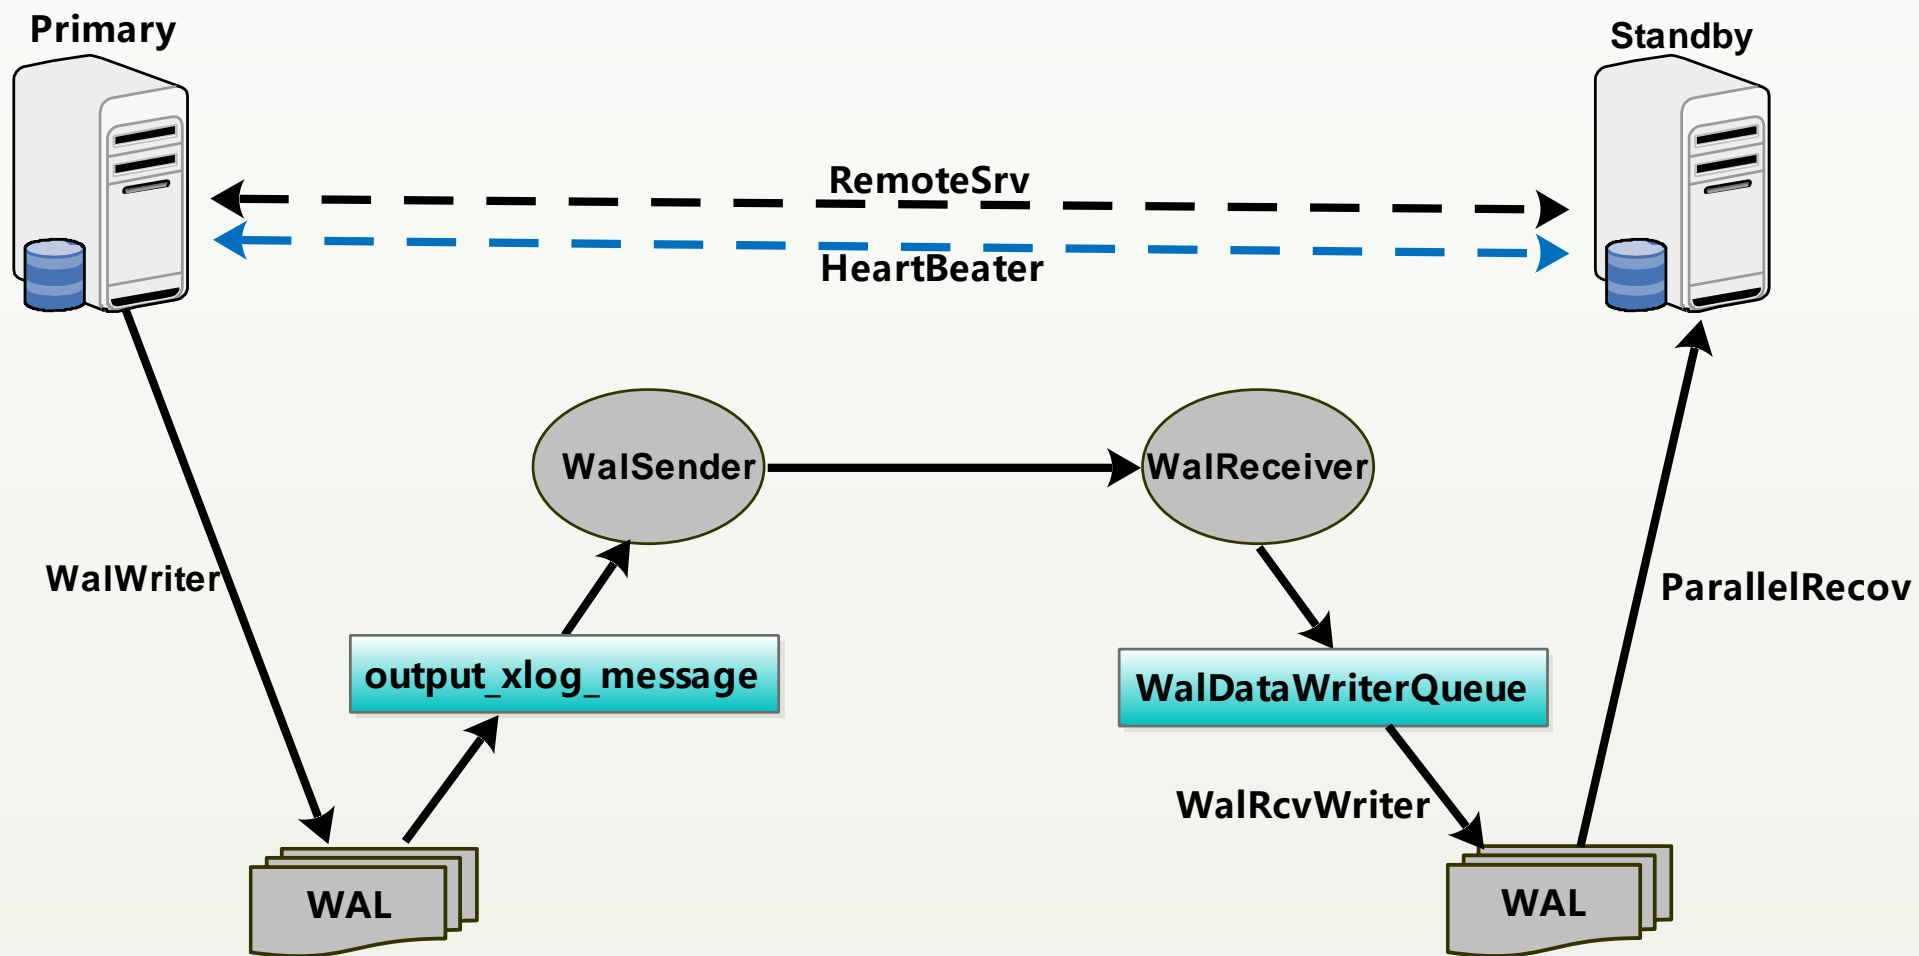 Primary
Standby
RemoteSrv
HeartBeater
WalSender
WalReceiver
WalWriter
ParallelRecov
output_xlog_message
WalDataWriterQueue
WalRcvWriter
WAL
WAL